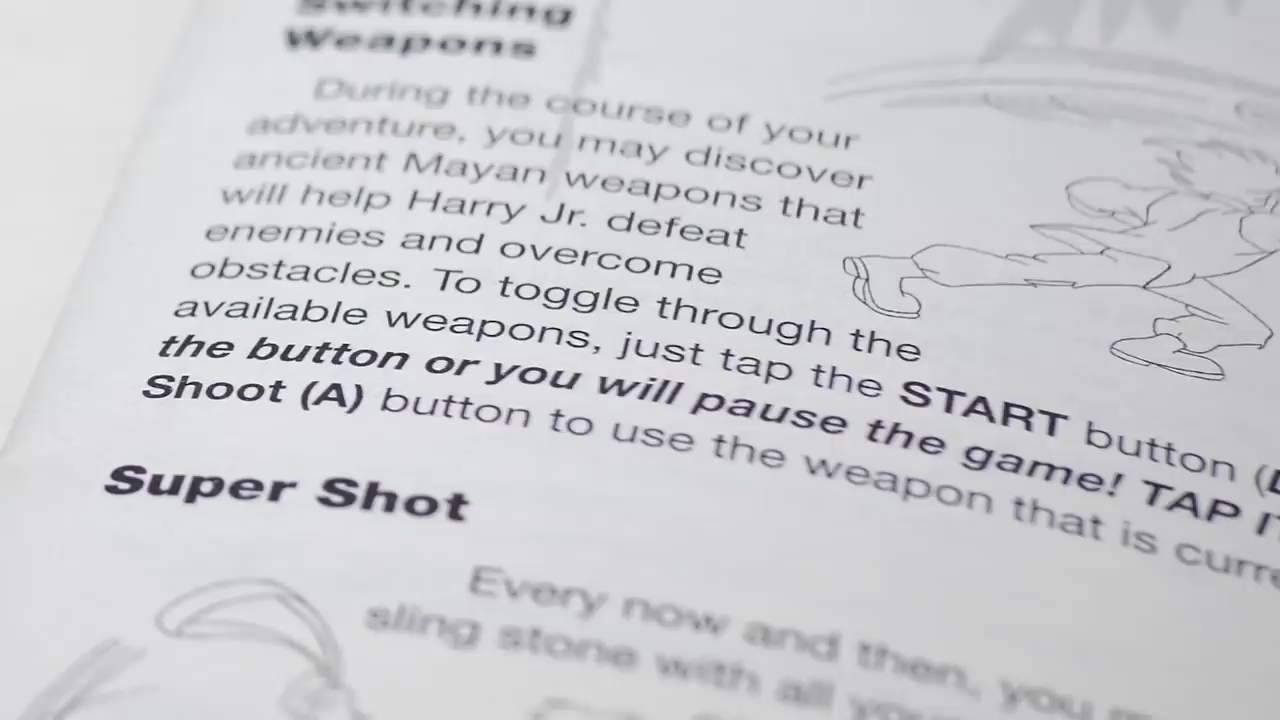 Switching
Weapons
During the course of your
adventure, you may discover
ancient Mayan weapons that
will help Harry Jr. defeat
enemies and overcome
obstacles. To toggle through the
available weapons, just tap the START button (
the button or you will pause the game! TAP
Shoot (A) button to use the weapon that is
Super Shot
Every now and then, you
sling stone with all